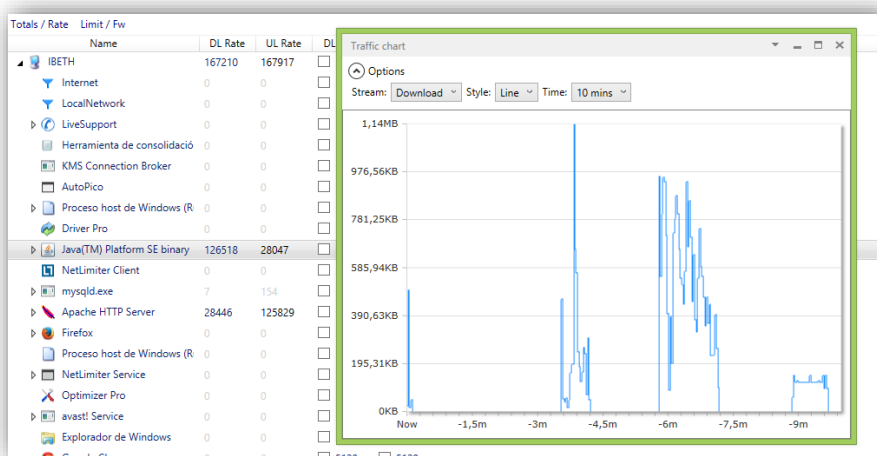 Totals / Rate Limit / Fw
Name DL Rate UL Rate DL
IBETH 167210 167917
Internet 0 0
LocalNetwork 0 0
LiveSupport 0 0
Herramienta de consolidació 0 0
KMS Connection Broker 0 0
AutoPico 0 0
Proceso host de Windows (R 0 0
Driver Pro 0 0
Java(TM) Platform SE binary 126518 28047
NetLimiter Client 0 0
mysqld.exe 7 154
Apache HTTP Server 28446 125829
Firefox 0 0
Proceso host de Windows (R 0 0
NetLimiter Service 0 0
Optimizer Pro 0 0
avast! Service 0 0
Explorador de Windows 0 0
Traffic chart
Options
Stream: Download Style: Line Time: 10 mins
1,14MB
976,56KB
781,25KB
585,94KB
390,63KB
195,31KB
0KB
Now -1,5m -3m -4,5m -6m -7,5m -9m